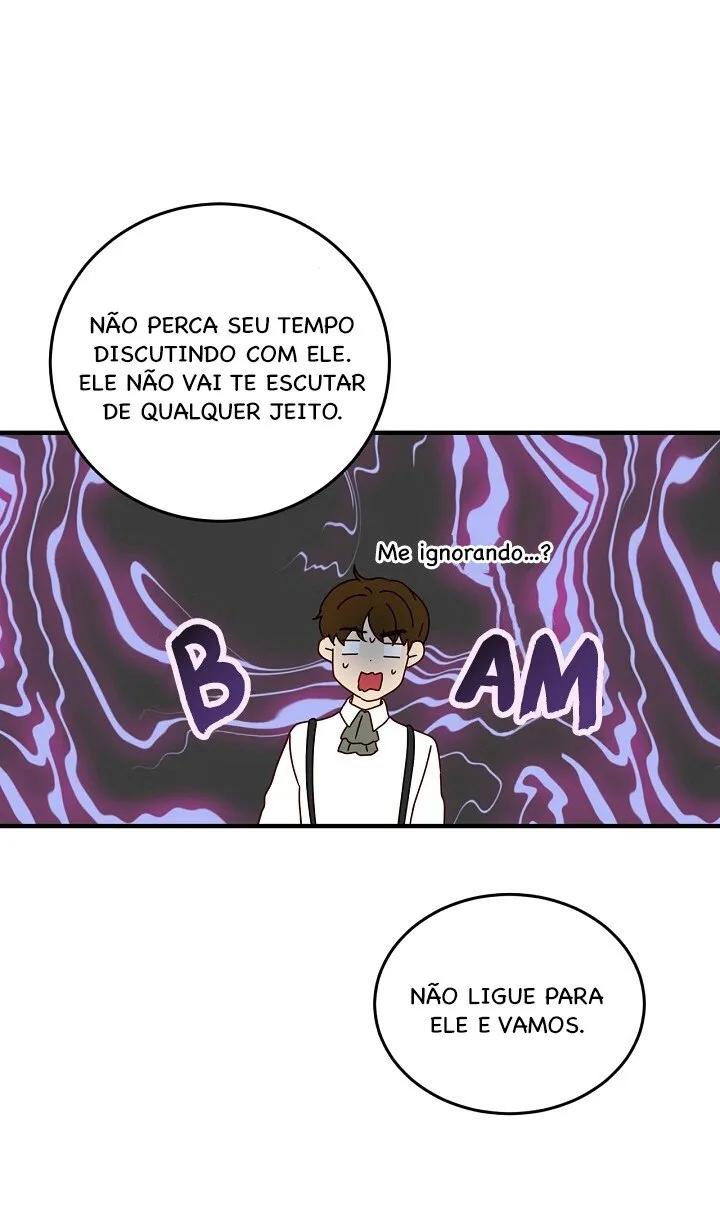 NÃO PERCA SEU TEMPO
DISCUTINDO COM ELE.
ELE NÃO VAI TE ESCUTAR
DE QUALQUER JEITO.
Me ignorando...?
BAM
NÃO LIGUE PARA
ELE E VAMOS.